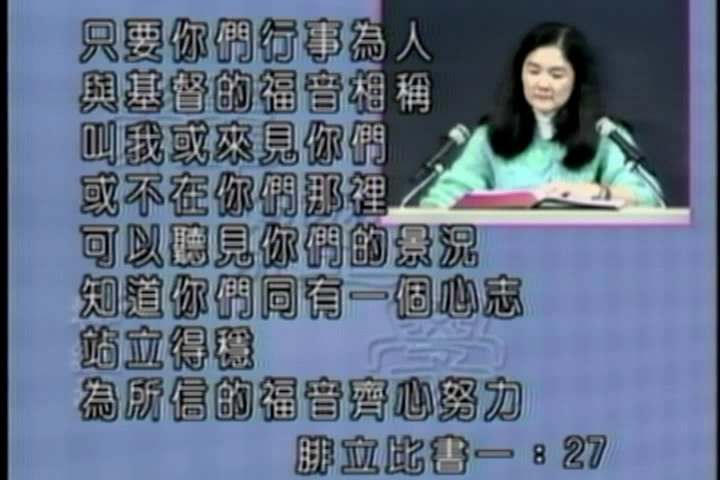 只要你們行事為人
與基督的福音相稱
叫我或來見你們
或不在你們那裡
可以聽見你們的景況
知道你們同有一個心志
站立得穩
為所信的福音齊心努力
腓立比書一：27